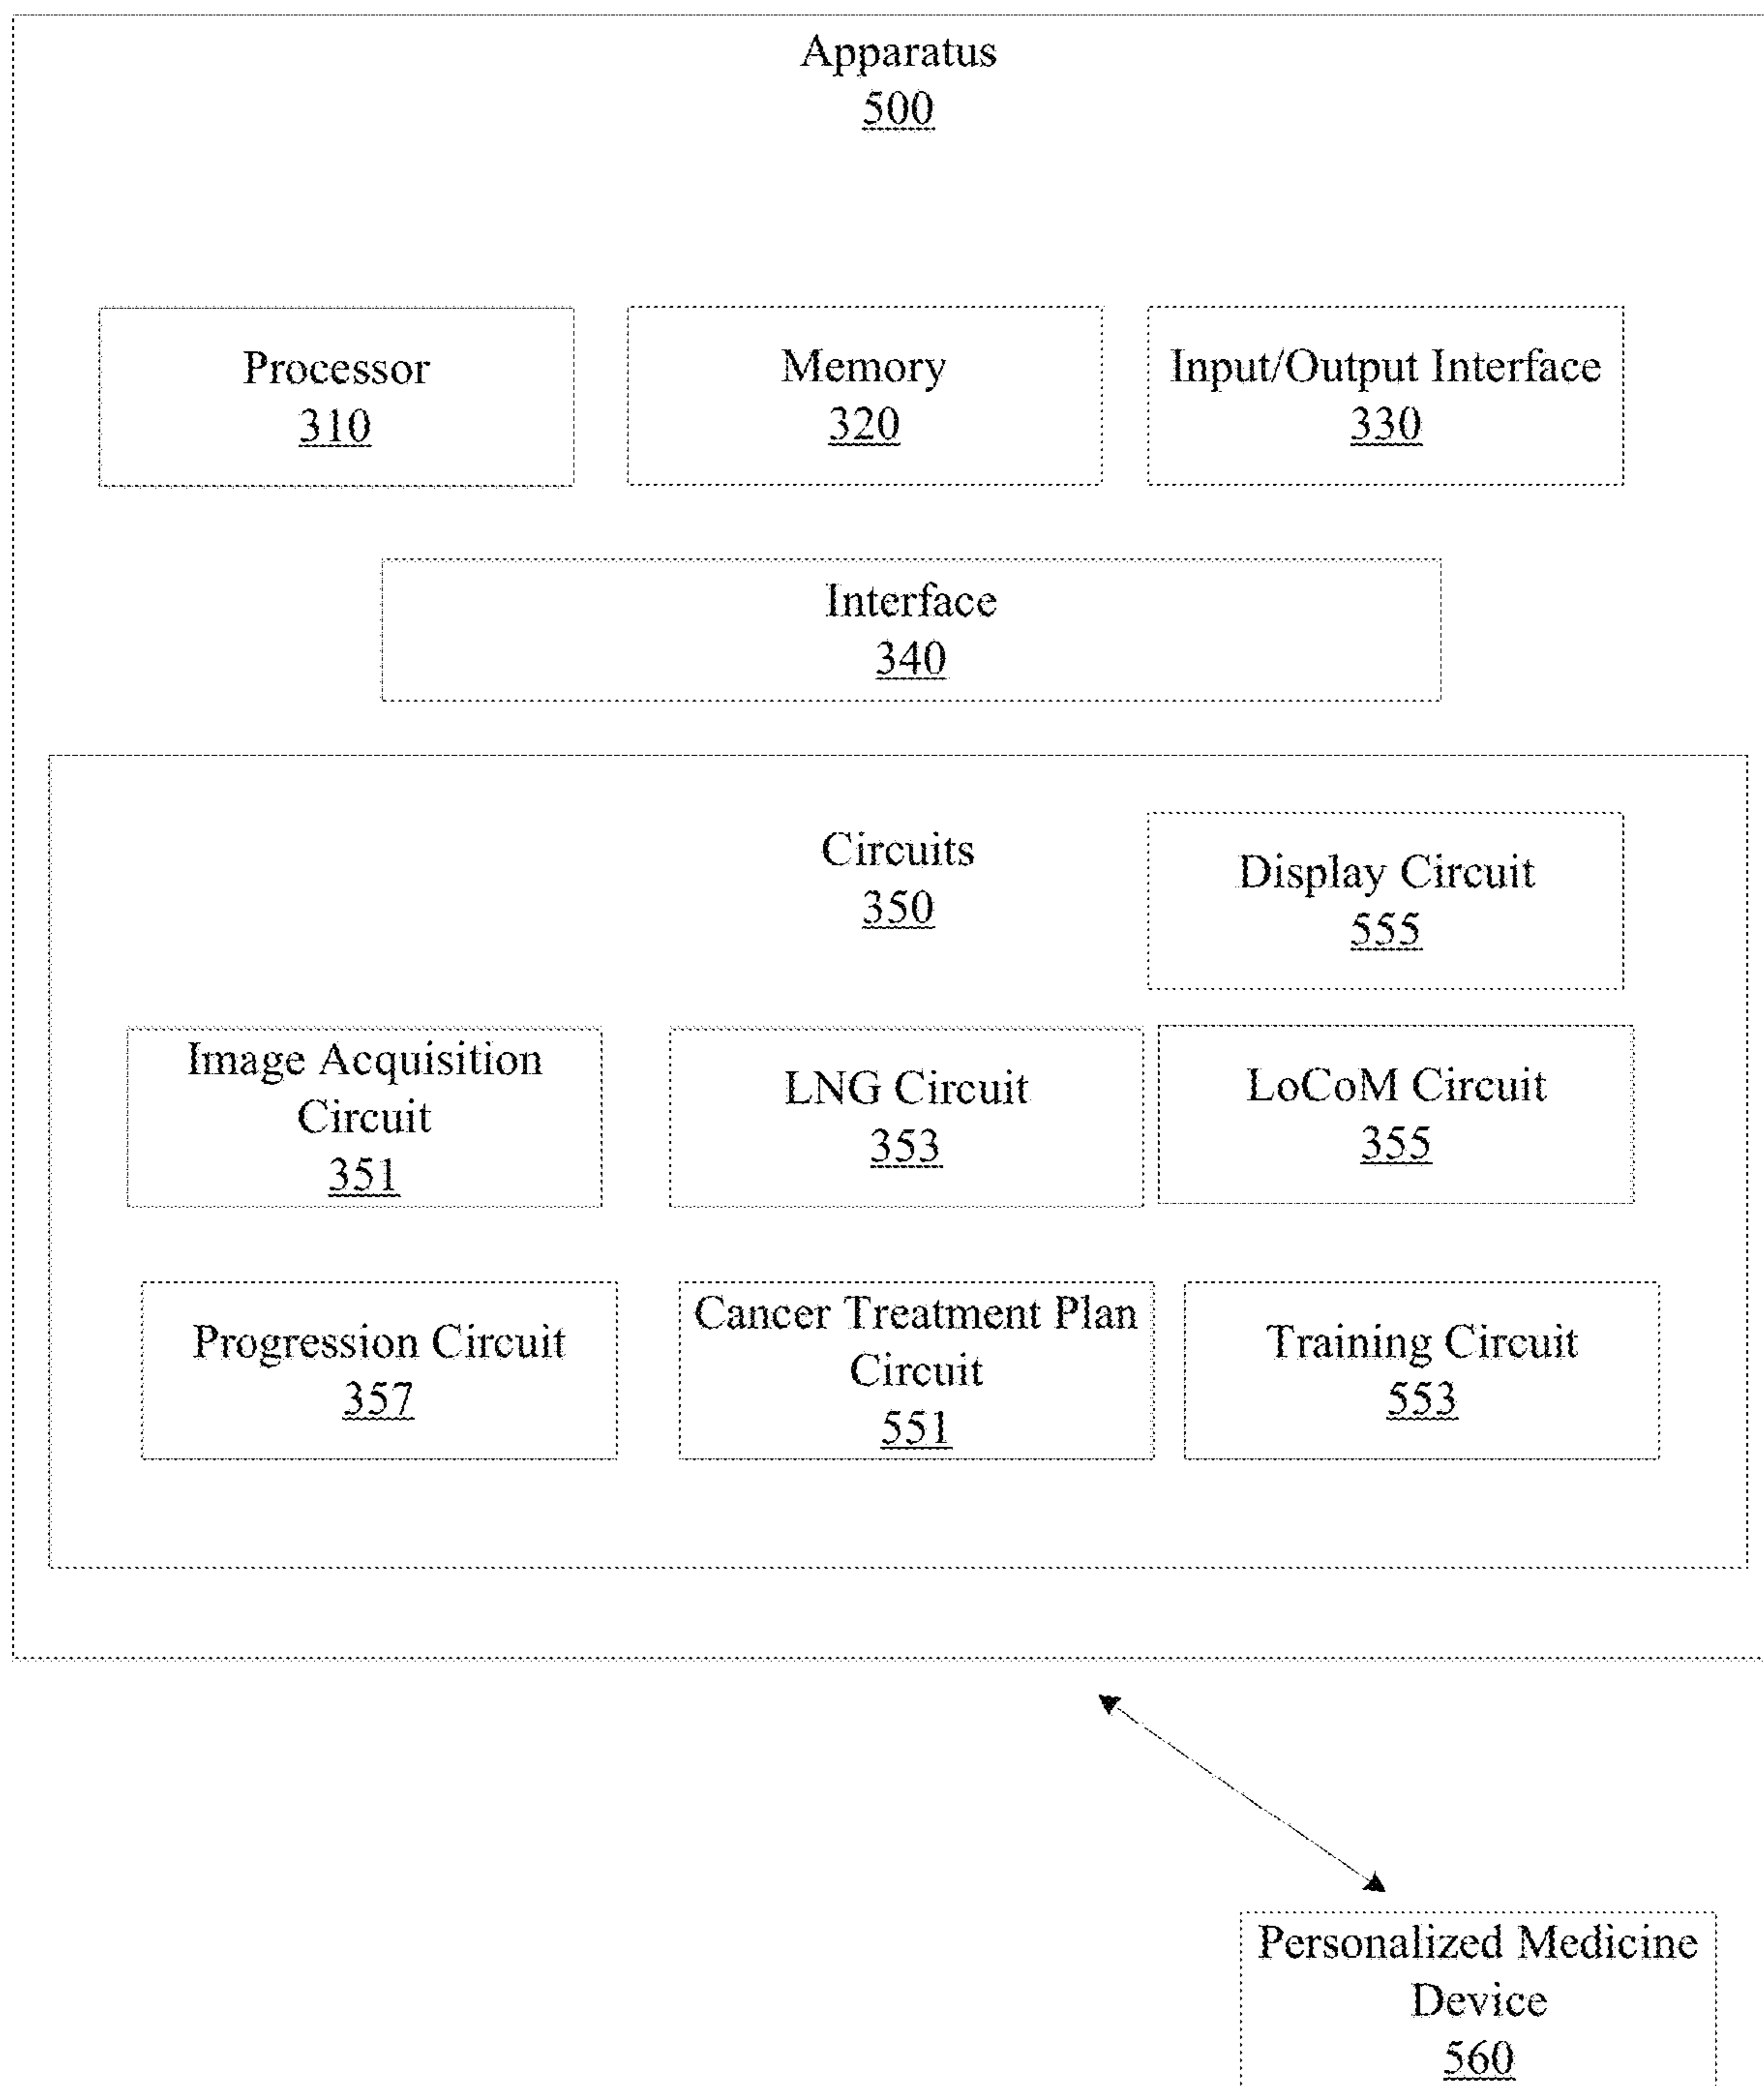 Apparatus
500
Processor
310
Memory
320
Input/Output Interface
330
Interface
340
Circuits
350
Display Circuit
555
Image Acquisition
Circuit
351
LNG Circuit
353
LoCoM Circuit
355
Progression Circuit
357
Cancer Treatment Plan
Circuit
551
Training Circuit
553
Personalized Medicine
Device
560